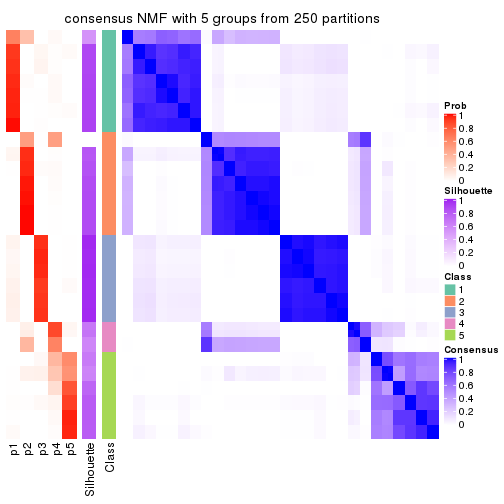 consensus NMF with 5 groups from 250 partitions
Prob
1
0.8
0.6
0.4
0.2
0
Silhouette
1
0.8
0.6
0.4
0.2
0
Class
1
2
3
4
5
Consensus
1
0.8
0.6
0.4
0.2
0
p1
p2
p3
p4
p5
Silhouette
Class